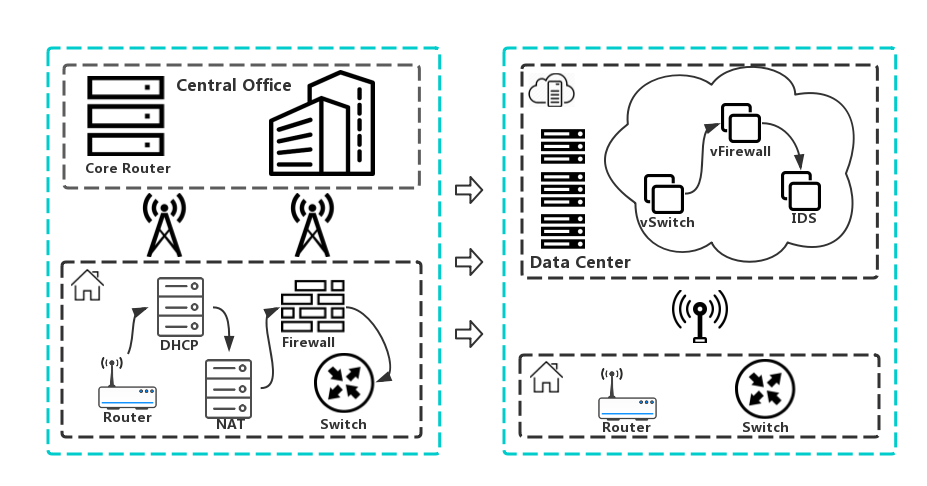 Central Office
Core Router
DHCP
Firewall
Router
NAT
Switch
vFirewall
vSwitch
IDS
Data Center
Router
Switch